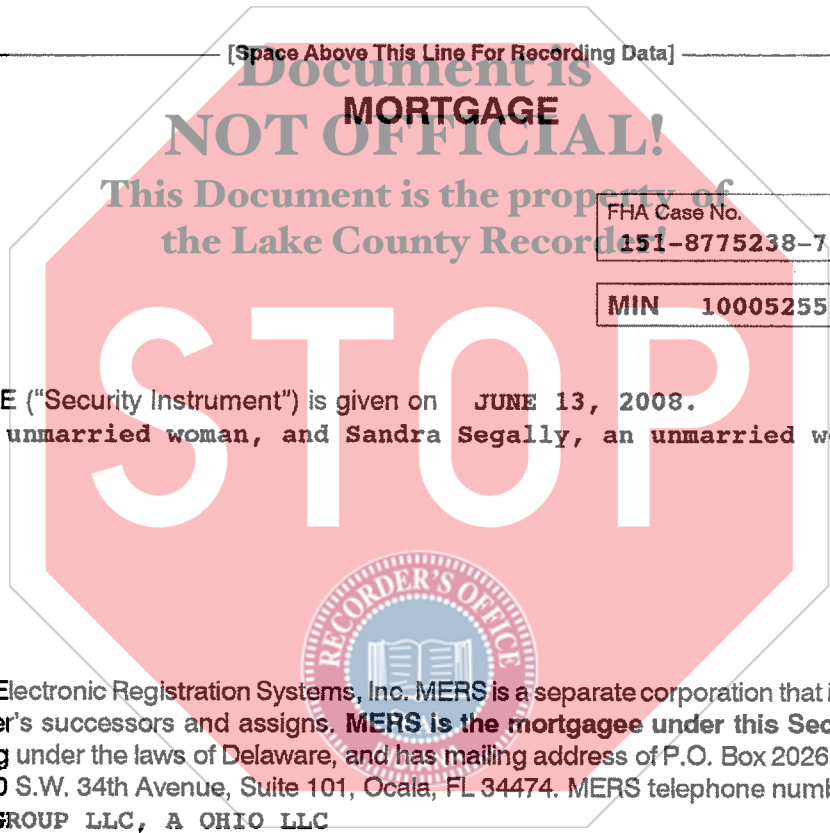 [Space Above This Line For Recording Data]
Document is
MORTGAGE
NOT OFFICIAL!
This Document is the property of
the Lake County Recorder!
FHA Case No.
151-8775238-7
MIN 10005255
STOP
E ("Security Instrument") is given on JUNE 13, 2008.
unmarried woman, and Sandra Segally, an unmarried w
RECORDER'S OFFICE
Electronic Registration Systems, Inc. MERS is a separate corporation that i
er's successors and assigns. MERS is the mortgagee under this Sec
g under the laws of Delaware, and has mailing address of P.O. Box 2026
0 S.W. 34th Avenue, Suite 101, Ocala, FL 34474. MERS telephone numb
GROUP LLC, A OHIO LLC